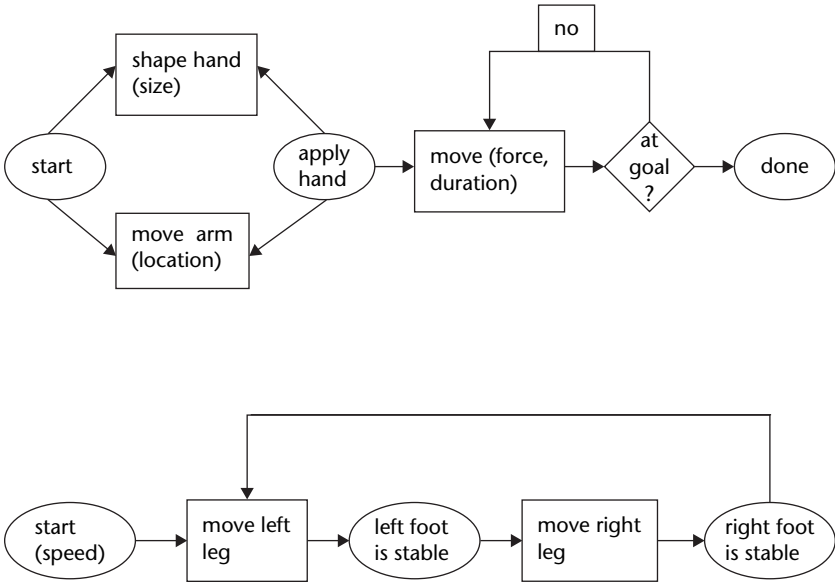 no
shape hand
(size)
start
apply
hand
move (force,
duration)
at
goal
?
done
move arm
(location)
start
(speed)
move left
leg
left foot
is stable
move right
leg
right foot
is stable